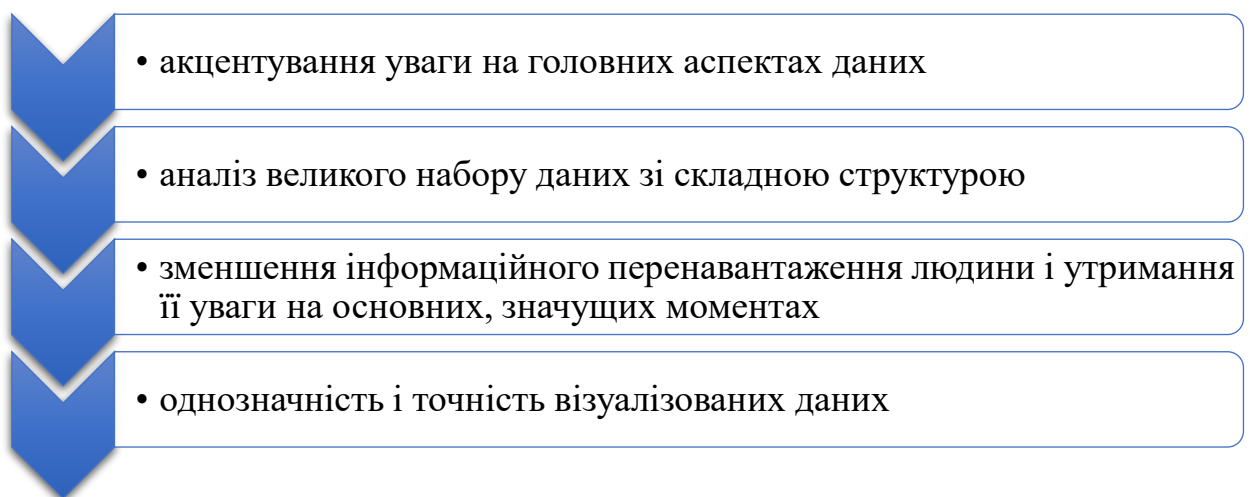 • акцентування уваги на головних аспектах даних
• аналіз великого набору даних зі складною структурою
• зменшення інформаційного перенавантаження людини і утримання
її уваги на основних, значущих моментах
• однозначність і точність візуалізованих даних